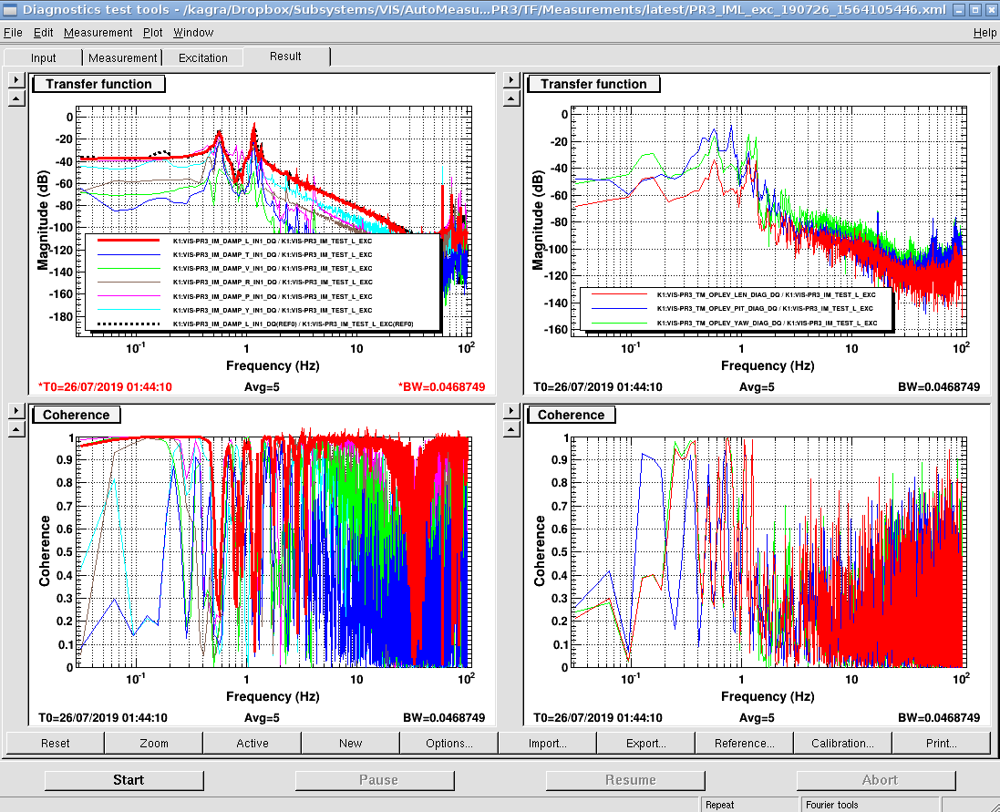 Diagnostics test tools - /kagra/Dropbox/Subsystems/VIS/AutoMeasu...PR3/TF/Measurements/latest/PR3_IML_exc_190726_1564105446.xml
File Edit Measurement Plot Window Help
Input Measurement Excitation Result
Transfer function
0
-20
-40
-60
-80
-100
-120
-140
-160
-180
Magnitude (dB)
K1:VIS-PR3_IM_DAMP_L_IN1_DQ / K1:VIS-PR3_IM_TEST_L_EXC
K1:VIS-PR3_IM_DAMP_T_IN1_DQ / K1:VIS-PR3_IM_TEST_L_EXC
K1:VIS-PR3_IM_DAMP_V_IN1_DQ / K1:VIS-PR3_IM_TEST_L_EXC
K1:VIS-PR3_IM_DAMP_R_IN1_DQ / K1:VIS-PR3_IM_TEST_L_EXC
K1:VIS-PR3_IM_DAMP_P_IN1_DQ / K1:VIS-PR3_IM_TEST_L_EXC
K1:VIS-PR3_IM_DAMP_Y_IN1_DQ / K1:VIS-PR3_IM_TEST_L_EXC
K1:VIS-PR3_IM_DAMP_L_IN1_DQ(REF0) / K1:VIS-PR3_IM_TEST_L_EXC(REF0)
10-1 1 10 102
Frequency (Hz)
*T0=26/07/2019 01:44:10 Avg=5 *BW=0.0468749
Transfer function
0
-20
-40
-60
-80
-100
-120
-140
-160
Magnitude (dB)
K1:VIS-PR3_TM_OPLEV_LEN_DIAG_DQ / K1:VIS-PR3_IM_TEST_L_EXC
K1:VIS-PR3_TM_OPLEV_PIT_DIAG_DQ / K1:VIS-PR3_IM_TEST_L_EXC
K1:VIS-PR3_TM_OPLEV_YAW_DIAG_DQ / K1:VIS-PR3_IM_TEST_L_EXC
10-1 1 10 102
Frequency (Hz)
T0=26/07/2019 01:44:10 Avg=5 BW=0.0468749
Coherence
1
0.9
0.8
0.7
0.6
0.5
0.4
0.3
0.2
0.1
0
Coherence
10-1 1 10 102
Frequency (Hz)
T0=26/07/2019 01:44:10 Avg=5 BW=0.0468749
Coherence
1
0.9
0.8
0.7
0.6
0.5
0.4
0.3
0.2
0.1
0
Coherence
10-1 1 10 102
Frequency (Hz)
T0=26/07/2019 01:44:10 Avg=5 BW=0.0468749
Reset Zoom Active New Options... Import... Export... Reference... Calibration... Print...
Start Pause Resume Abort
Repeat Fourier tools